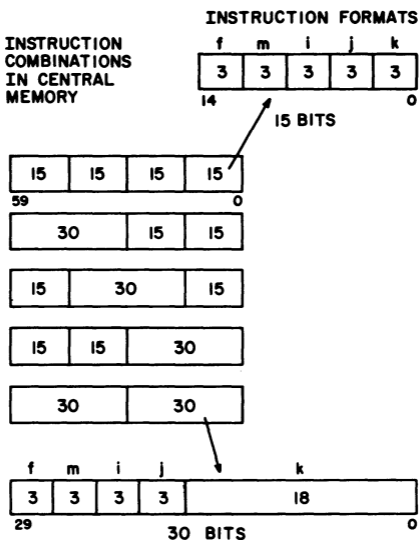 INSTRUCTION FORMATS
INSTRUCTION
COMBINATIONS
IN CENTRAL
MEMORY
f m i j k
3 3 3 3 3
14 0
15 BITS
15 15 15 15
59 0
30 15 15
15 30 15
15 15 30
30 30
f m i j k
3 3 3 3 18
29 0
30 BITS